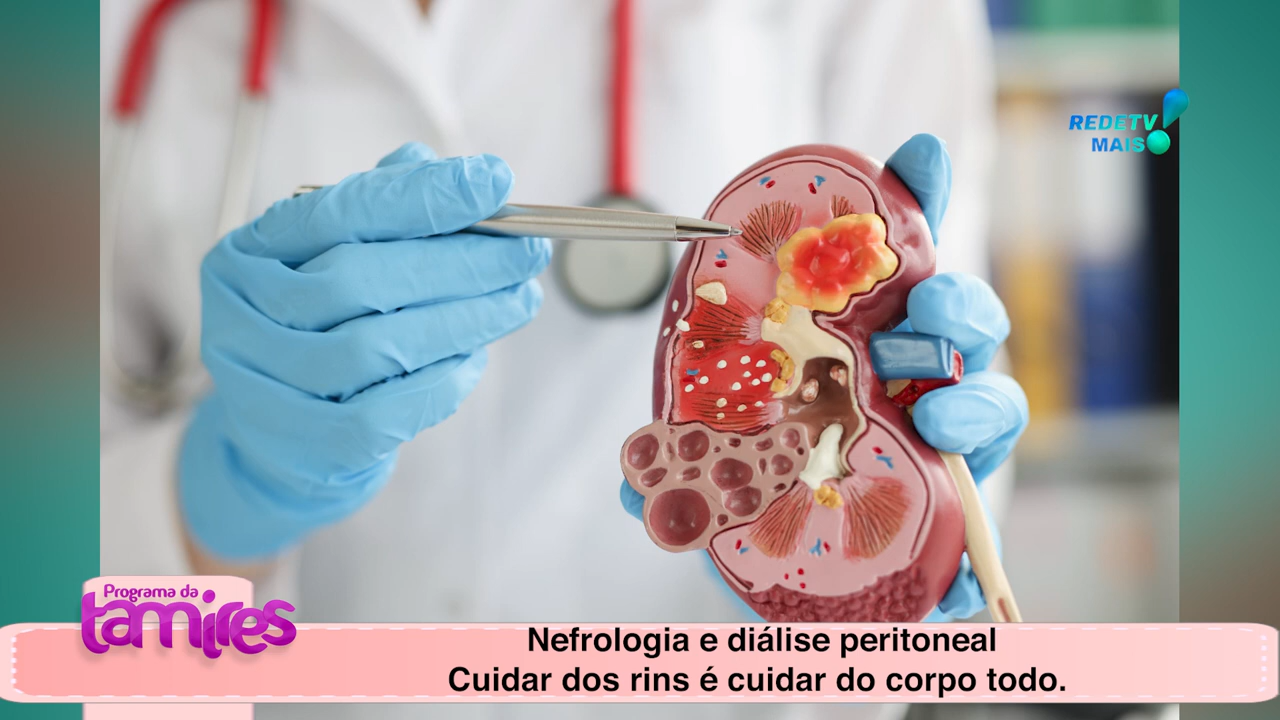 REDETV
MAIS
Programa da
tamires
Nefrologia e diálise peritoneal
Cuidar dos rins é cuidar do corpo todo.